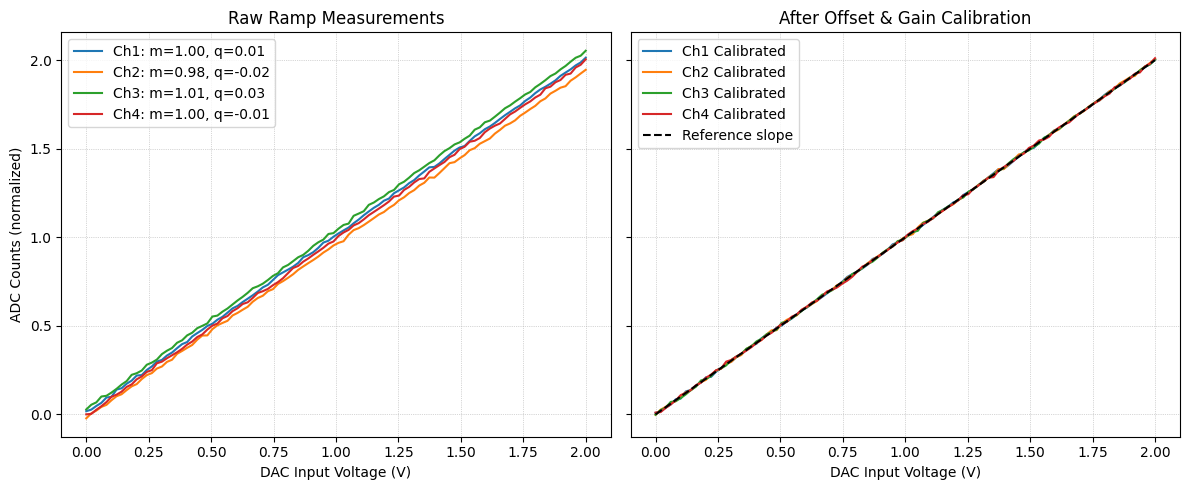 Raw Ramp Measurements
Ch1: m=1.00, q=0.01
Ch2: m=0.98, q=-0.02
Ch3: m=1.01, q=0.03
Ch4: m=1.00, q=-0.01
ADC Counts (normalized)
2.0
1.5
1.0
0.5
0.0
0.00 0.25 0.50 0.75 1.00 1.25 1.50 1.75 2.00
DAC Input Voltage (V)
After Offset & Gain Calibration
Ch1 Calibrated
Ch2 Calibrated
Ch3 Calibrated
Ch4 Calibrated
Reference slope
0.00 0.25 0.50 0.75 1.00 1.25 1.50 1.75 2.00
DAC Input Voltage (V)